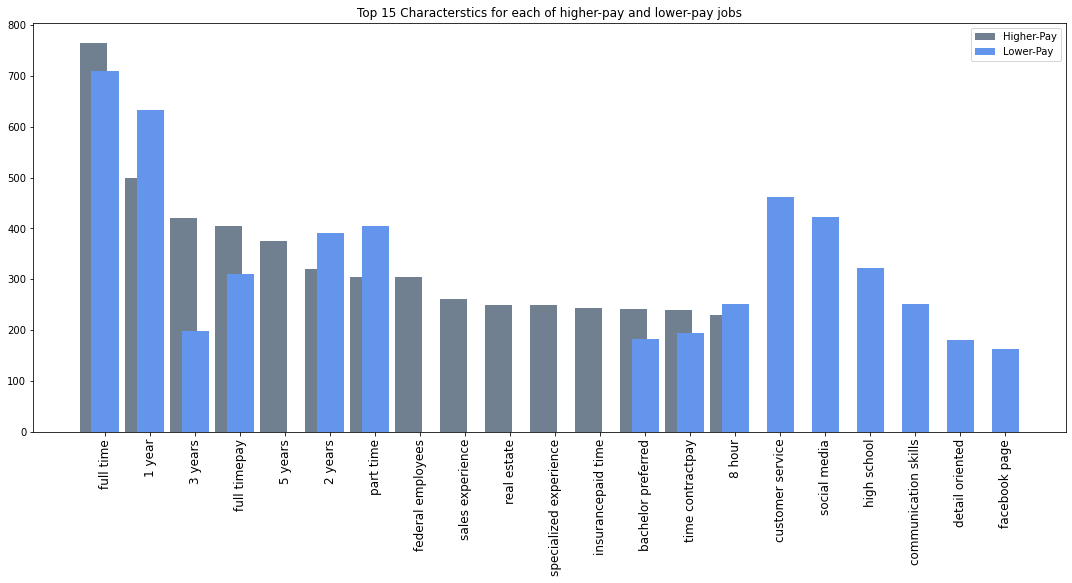 Top 15 Characterstics for each of higher-pay and lower-pay jobs
Higher-Pay
Lower-Pay
800
700
600
500
400
300
200
100
0
full time
1 year
3 years
full timepay
5 years
2 years
part time
federal employees
sales experience
real estate
specialized experience
insurancepaid time
bachelor preferred
time contractpay
8 hour
customer service
social media
high school
communication skills
detail oriented
facebook page